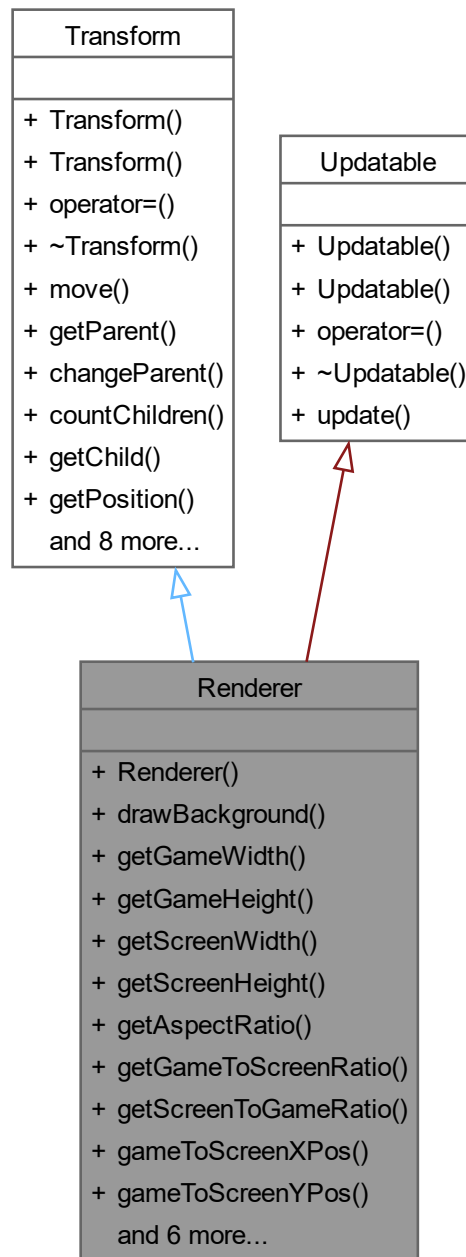 Transform
+ Transform()
+ Transform()
+ operator=()
+ ~Transform()
+ move()
+ getParent()
+ changeParent()
+ countChildren()
+ getChild()
+ getPosition()
and 8 more...
Updatable
+ Updatable()
+ Updatable()
+ operator=()
+ ~Updatable()
+ update()
Renderer
+ Renderer()
+ drawBackground()
+ getGameWidth()
+ getGameHeight()
+ getScreenWidth()
+ getScreenHeight()
+ getAspectRatio()
+ getGameToScreenRatio()
+ getScreenToGameRatio()
+ gameToScreenXPos()
+ gameToScreenYPos()
and 6 more...